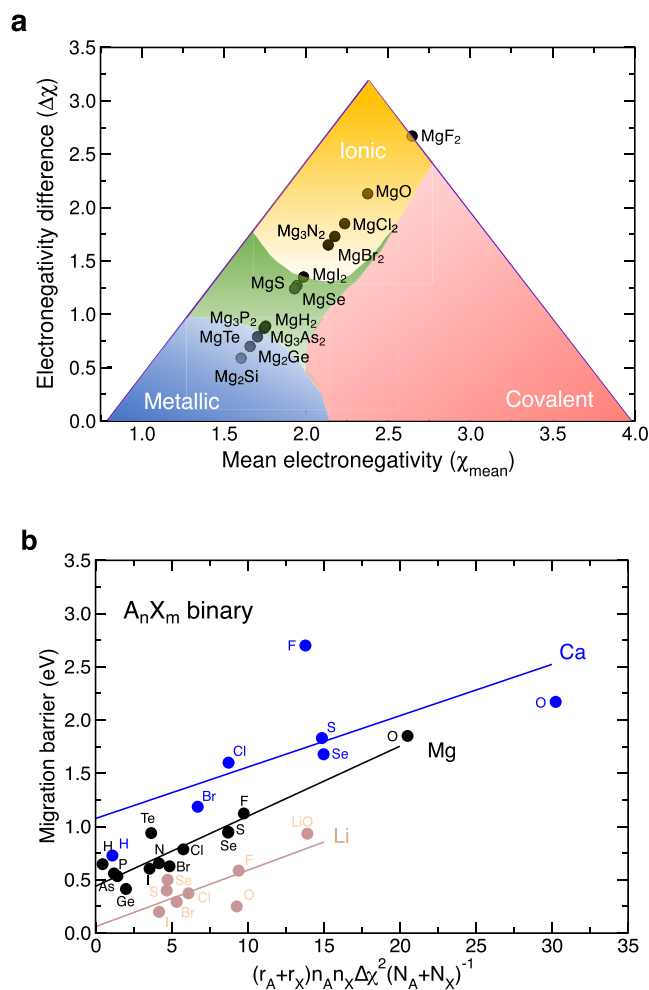 a
Electronegativity difference (Δχ)
3.5
3.0
2.5
2.0
1.5
1.0
0.5
0.0
MgF₂
Ionic
MgO
MgCl₂
Mg₃N₂
MgBr₂
MgI₂
MgS
MgSe
Mg₃P₂
MgH₂
MgTe
Mg₃As₂
Mg₂Ge
Mg₂Si
Metallic
Covalent
1.0 1.5 2.0 2.5 3.0 3.5 4.0
Mean electronegativity (χmean)
b
Migration barrier (eV)
3.5
3.0
2.5
2.0
1.5
1.0
0.5
0.0
AₙXₘ binary
F
Ca
O
S
O
Mg
Cl
Se
Br
F
Te
S
LiO
Se
Li
H
H
N
Cl
P
Br
F
As
I
Se
Ge
S
Cl
O
Br
I
0 5 10 15 20 25 30 35
(rA+rX)nAnXΔχ²(NA+NX)⁻¹